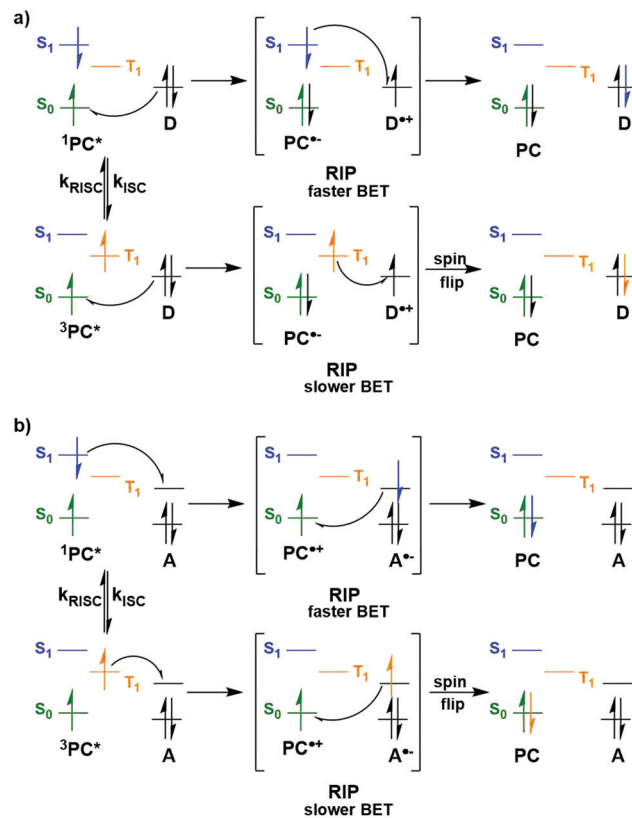 a)
S1 T1
S0
1PC* D
S1 T1
S0
PC•- D•+
RIP
faster BET
S1 T1
S0
PC D
kRISC kISC
S1 T1
S0
3PC* D
S1 T1
S0
PC•- D•+
RIP
slower BET
spin
flip
S1 T1
S0
PC D
b)
S1 T1
S0
1PC* A
S1 T1
S0
PC•+ A•-
RIP
faster BET
S1 T1
S0
PC A
kRISC kISC
S1 T1
S0
3PC* A
S1 T1
S0
PC•+ A•-
RIP
slower BET
spin
flip
S1 T1
S0
PC A